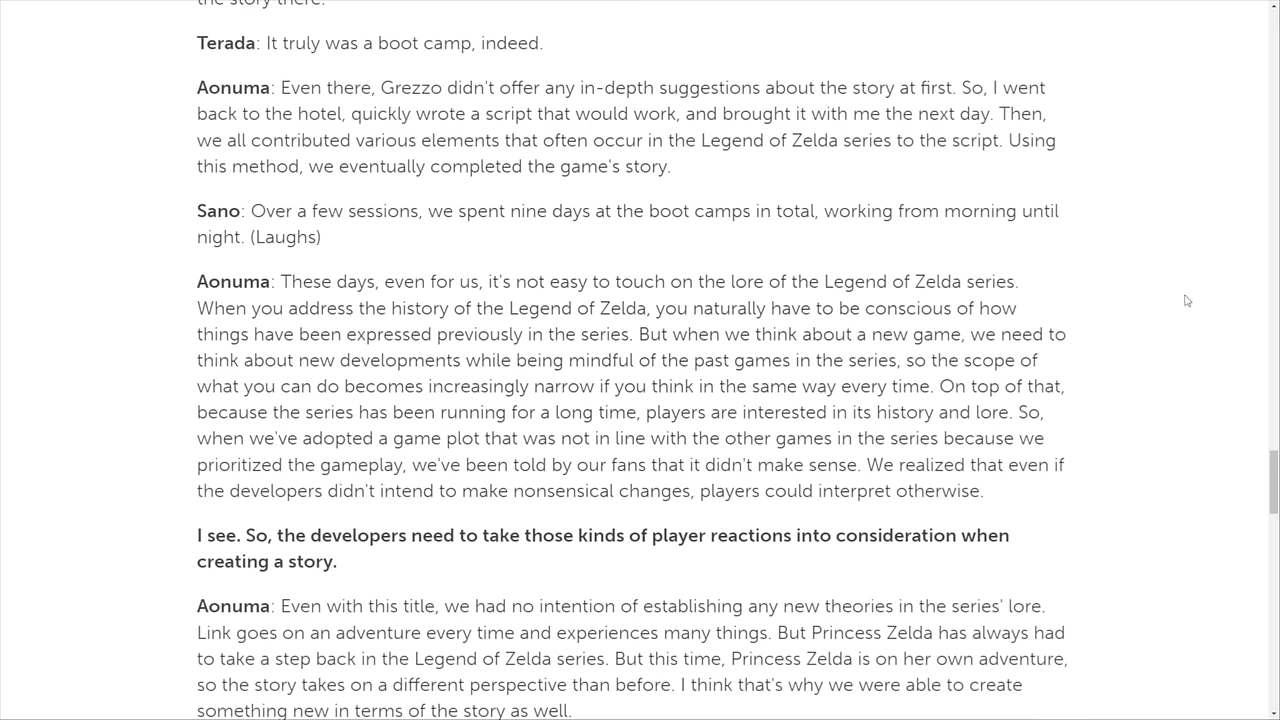 the story there.
Terada: It truly was a boot camp, indeed.
Aonuma: Even there, Grezzo didn't offer any in-depth suggestions about the story at first. So, I went
back to the hotel, quickly wrote a script that would work, and brought it with me the next day. Then,
we all contributed various elements that often occur in the Legend of Zelda series to the script. Using
this method, we eventually completed the game's story.
Sano: Over a few sessions, we spent nine days at the boot camps in total, working from morning until
night. (Laughs)
Aonuma: These days, even for us, it's not easy to touch on the lore of the Legend of Zelda series.
When you address the history of the Legend of Zelda, you naturally have to be conscious of how
things have been expressed previously in the series. But when we think about a new game, we need to
think about new developments while being mindful of the past games in the series, so the scope of
what you can do becomes increasingly narrow if you think in the same way every time. On top of that,
because the series has been running for a long time, players are interested in its history and lore. So,
when we've adopted a game plot that was not in line with the other games in the series because we
prioritized the gameplay, we've been told by our fans that it didn't make sense. We realized that even if
the developers didn't intend to make nonsensical changes, players could interpret otherwise.
I see. So, the developers need to take those kinds of player reactions into consideration when
creating a story.
Aonuma: Even with this title, we had no intention of establishing any new theories in the series' lore.
Link goes on an adventure every time and experiences many things. But Princess Zelda has always had
to take a step back in the Legend of Zelda series. But this time, Princess Zelda is on her own adventure,
so the story takes on a different perspective than before. I think that's why we were able to create
something new in terms of the story as well.